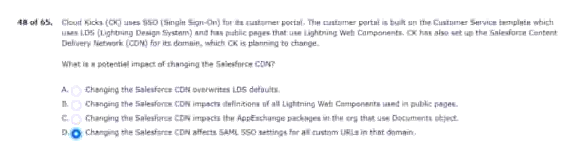 48 of 65. Cloud Kicks (CK) uses SSO (Single Sign-On) for its customer portal. The customer portal is built on the Customer Service template which
uses LDS (Lightning Design System) and has public pages that use Lightning Web Components. CK has also set up the Salesforce Content
Delivery Network (CDN) for its domain, which CK is planning to change.
What is a potential impact of changing the Salesforce CDN?
A. Changing the Salesforce CDN overwrites LDS defaults.
B. Changing the Salesforce CDN impacts definitions of all Lightning Web Components used in public pages.
C. Changing the Salesforce CDN impacts the AppExchange packages in the org that use Documents object.
D. Changing the Salesforce CDN affects SAML SSO settings for all custom URLs in that domain.